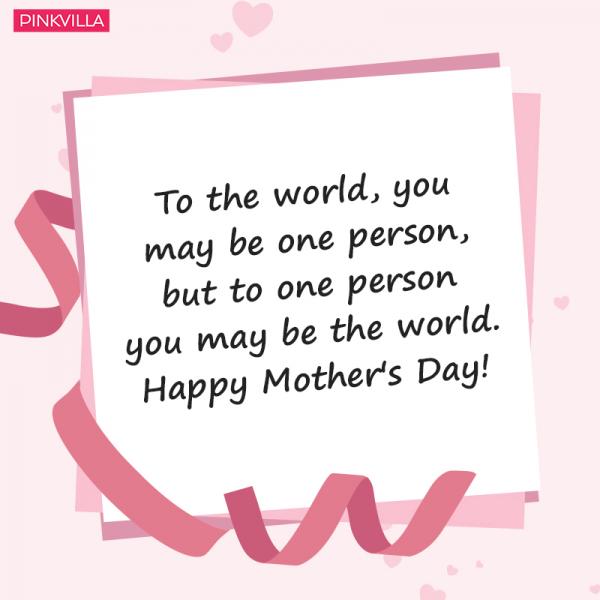 PINKVILLA
To the world, you
may be one person,
but to one person
you may be the world.
Happy Mother's Day!